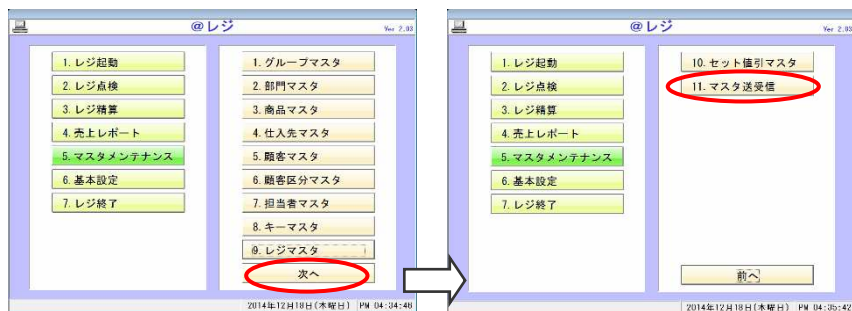 @レジ
Ver 2.03
1. レジ起動
2. レジ点検
3. レジ精算
4. 売上レポート
5. マスタメンテナンス
6. 基本設定
7. レジ終了
1. グループマスタ
2. 部門マスタ
3. 商品マスタ
4. 仕入先マスタ
5. 顧客マスタ
6. 顧客区分マスタ
7. 担当者マスタ
8. キーマスタ
9. レジマスタ
次へ
2014年12月18日(木曜日) PM 04:34:46
@レジ
Ver 2.03
1. レジ起動
2. レジ点検
3. レジ精算
4. 売上レポート
5. マスタメンテナンス
6. 基本設定
7. レジ終了
10. セット値引マスタ
11. マスタ送受信
前へ
2014年12月18日(木曜日) PM 04:35:42